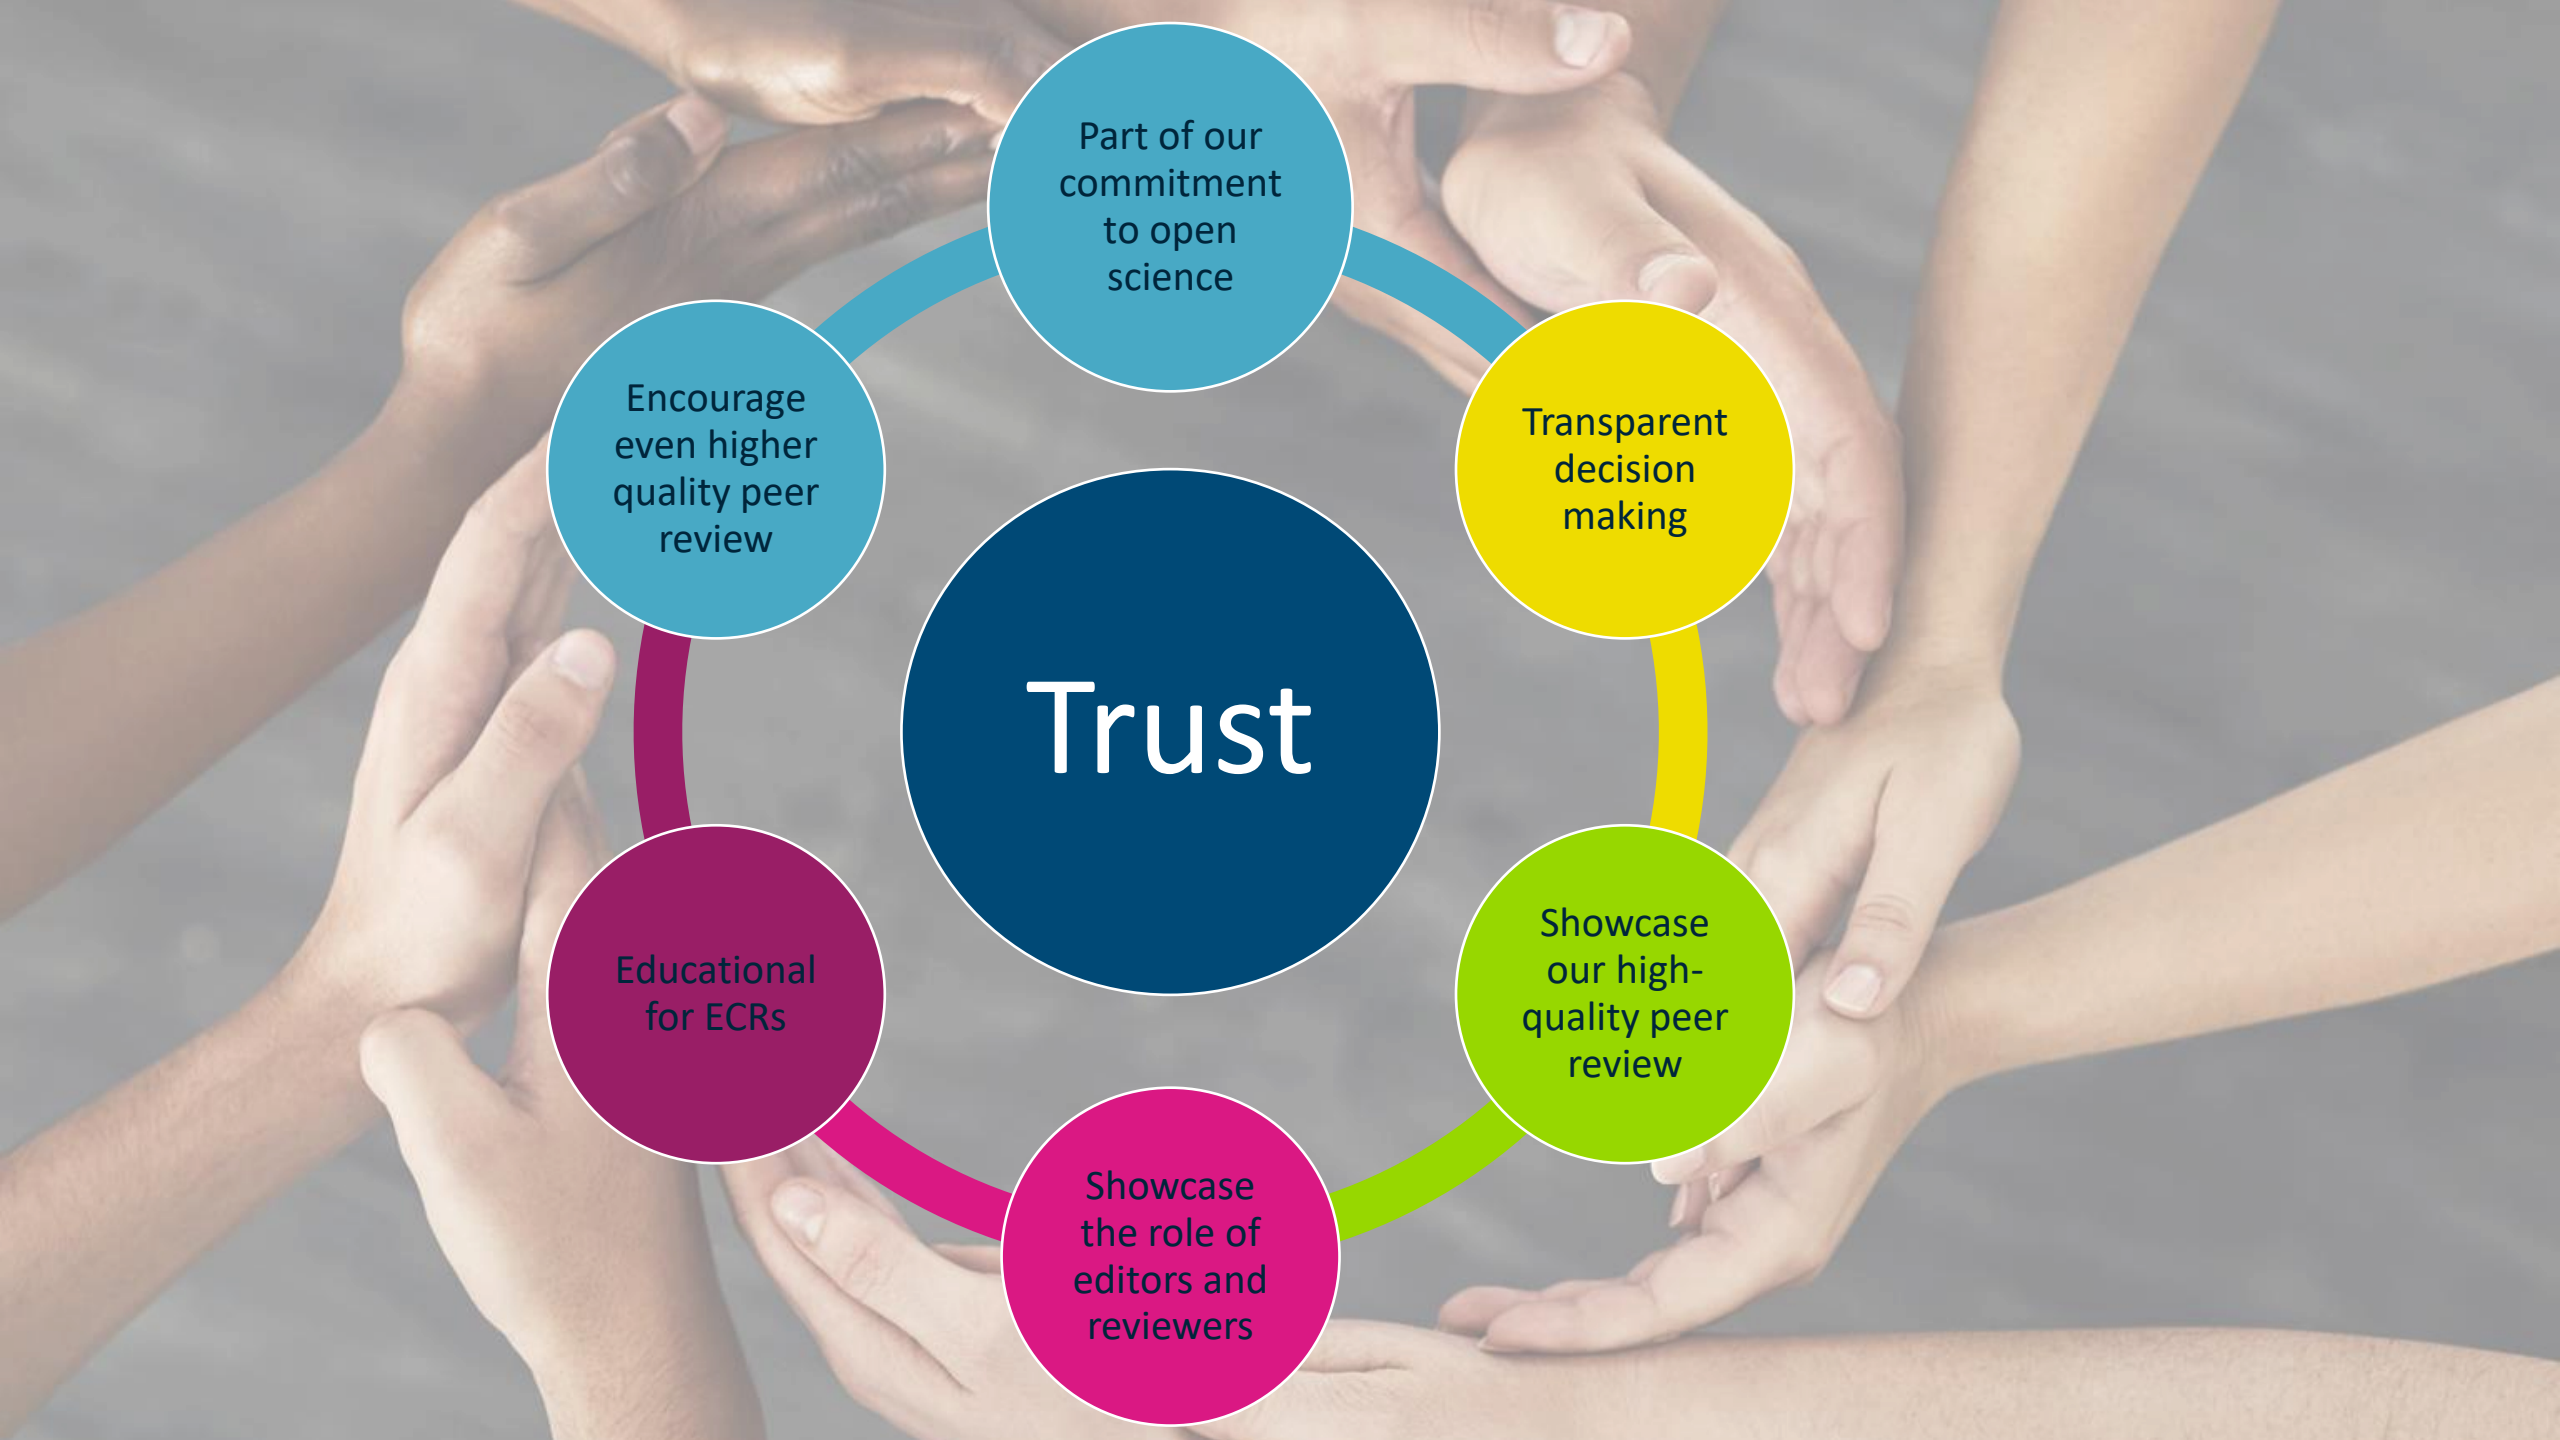 Part of our
commitment
to open
science
Transparent
decision
making
Showcase
our high-
quality peer
review
Showcase
the role of
editors and
reviewers
Educational
for ECRs
Encourage
even higher
quality peer
review
Trust